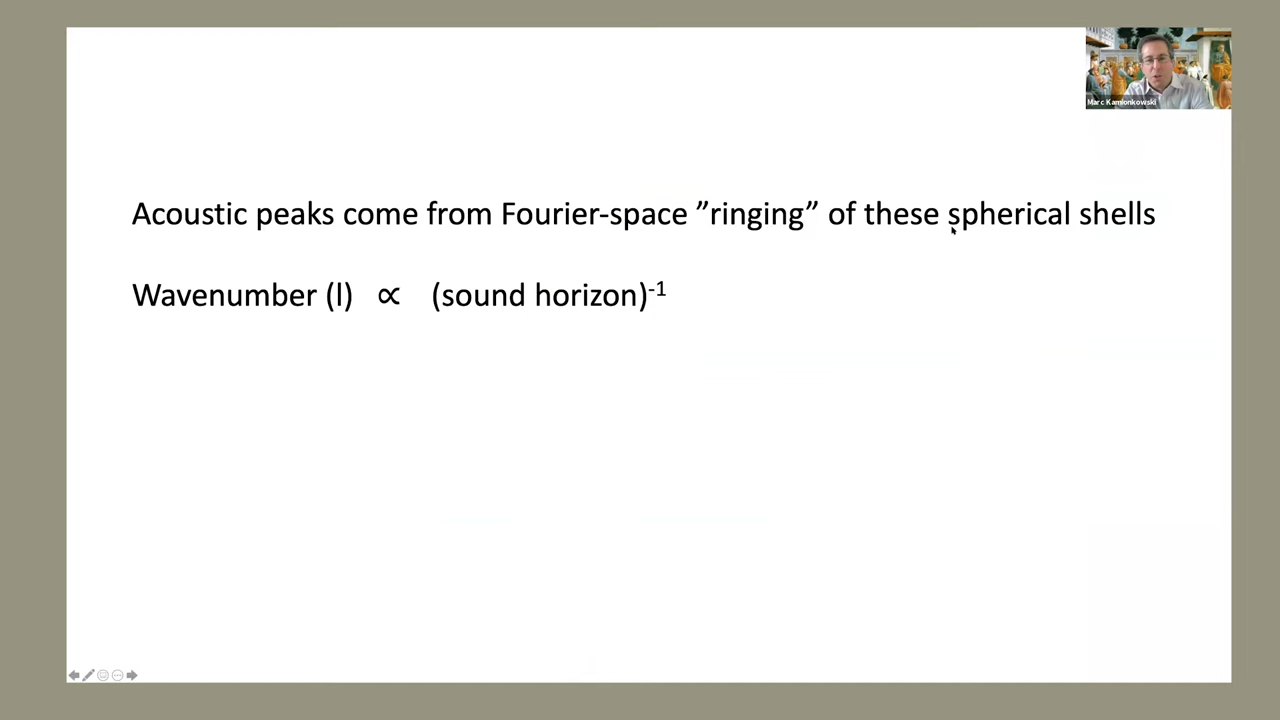 Marc Kamionkowski
Acoustic peaks come from Fourier-space ”ringing” of these spherical shells
Wavenumber (l) ∝ (sound horizon)-1